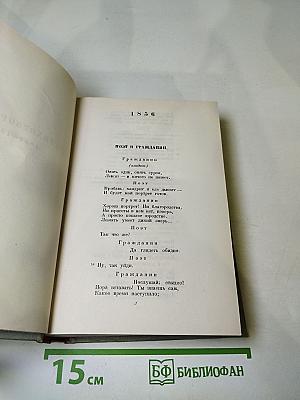 1856
ПОЭТ И ГРАЖДАНИН
Гражданин
(входит)
Опять один, опять суров,
Лежит — и ничего не пишет.
Поэт
Прибавь: хандрит и еле дышит —
И будет мой портрет готов.
Гражданин
Хорош портрет! Ни благородства,
Ни красоты в нем нет, поверь,
А просто пошлое юродство.
Лежать умеет дикий зверь...
Поэт
Так что же?
Гражданин
Да глядеть обидно.
Поэт
Ну, так уйди.
Гражданин
Послушай: стыдно!
Пора вставать! Ты знаешь сам,
Какое время наступило;
15 см
БФ БИБЛИОФАН